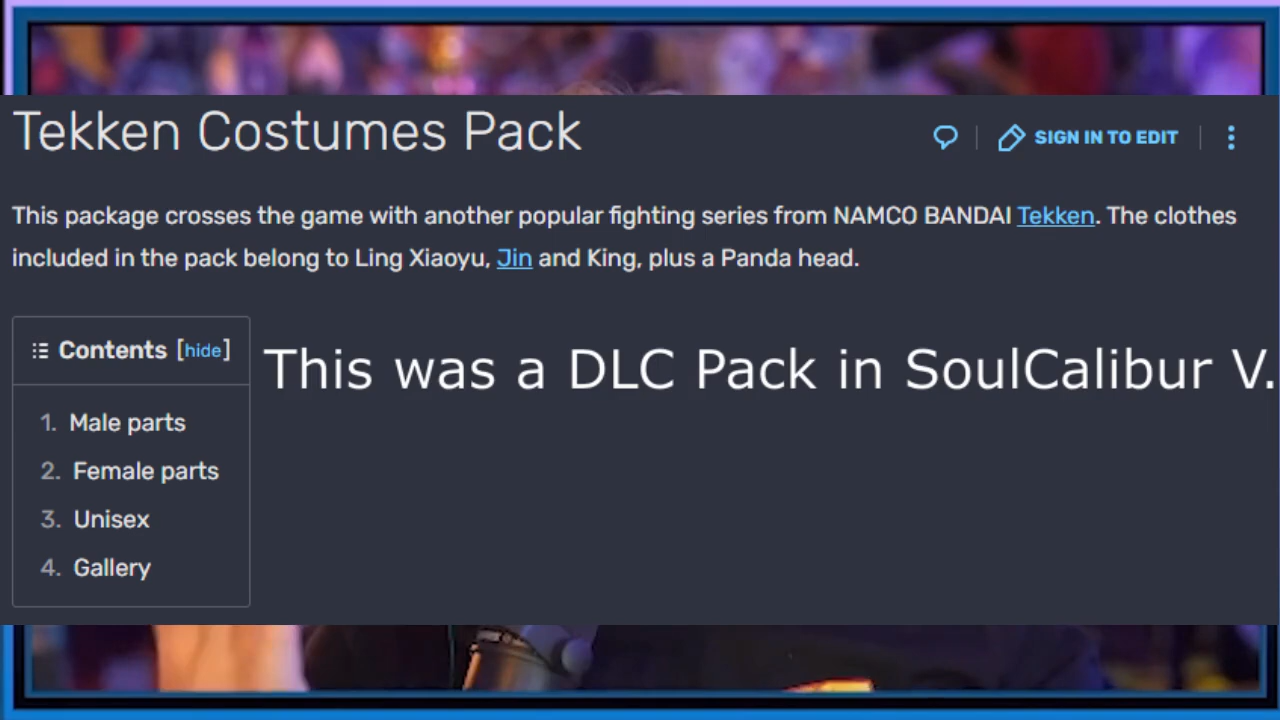 Tekken Costumes Pack
SIGN IN TO EDIT
This package crosses the game with another popular fighting series from NAMCO BANDAI Tekken. The clothes
included in the pack belong to Ling Xiaoyu, Jin and King, plus a Panda head.
Contents [hide]
This was a DLC Pack in SoulCalibur V.
1. Male parts
2. Female parts
3. Unisex
4. Gallery